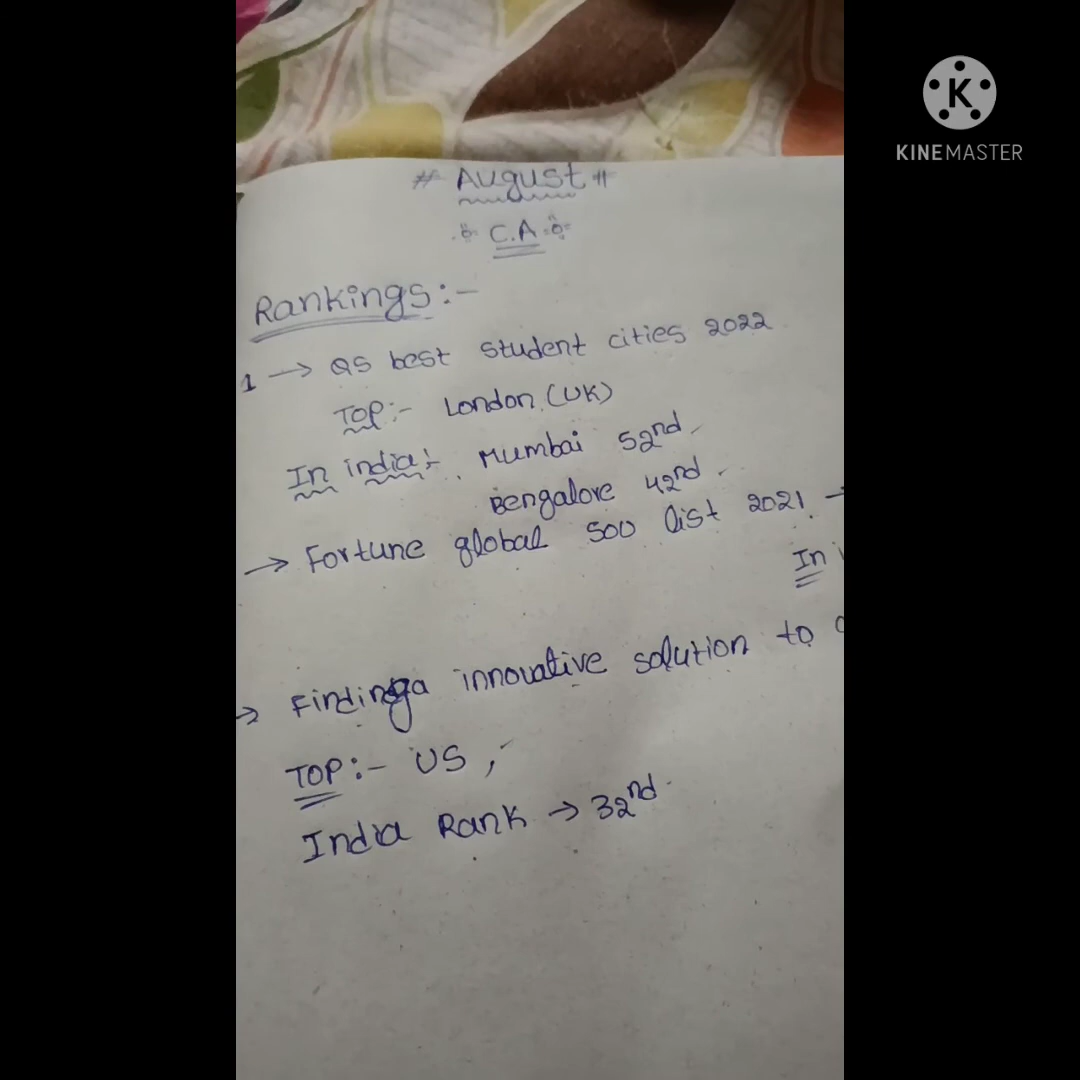 # August #
C.A
Rankings:-
1 → QS best student cities 2022
TOP:- London (UK)
In india:- Mumbai 52nd
Bengalore 42nd
→ Fortune global 500 list 2021 →
In
→ Findinga innovative solution to
TOP:- US,
India Rank → 32nd
KINEMASTER